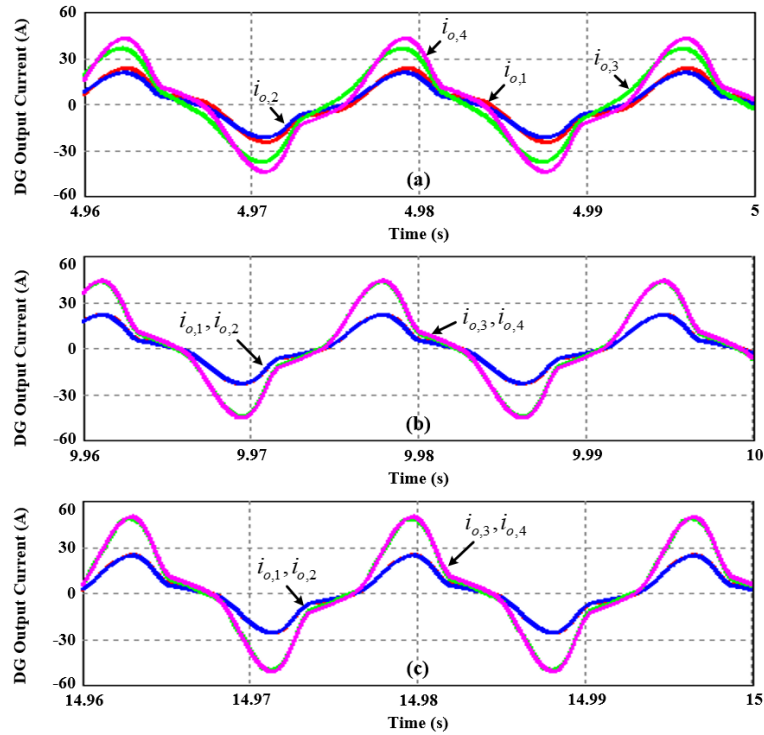 DG Output Current (A)
60
30
0
-30
-60
i_{o,4}
i_{o,2}
i_{o,1}
i_{o,3}
(a)
4.96 4.97 4.98 4.99 5
Time (s)
DG Output Current (A)
60
30
0
-30
-60
i_{o,1}, i_{o,2}
i_{o,3}, i_{o,4}
(b)
9.96 9.97 9.98 9.99 10
Time (s)
DG Output Current (A)
60
30
0
-30
-60
i_{o,3}, i_{o,4}
i_{o,1}, i_{o,2}
(c)
14.96 14.97 14.98 14.99 15
Time (s)